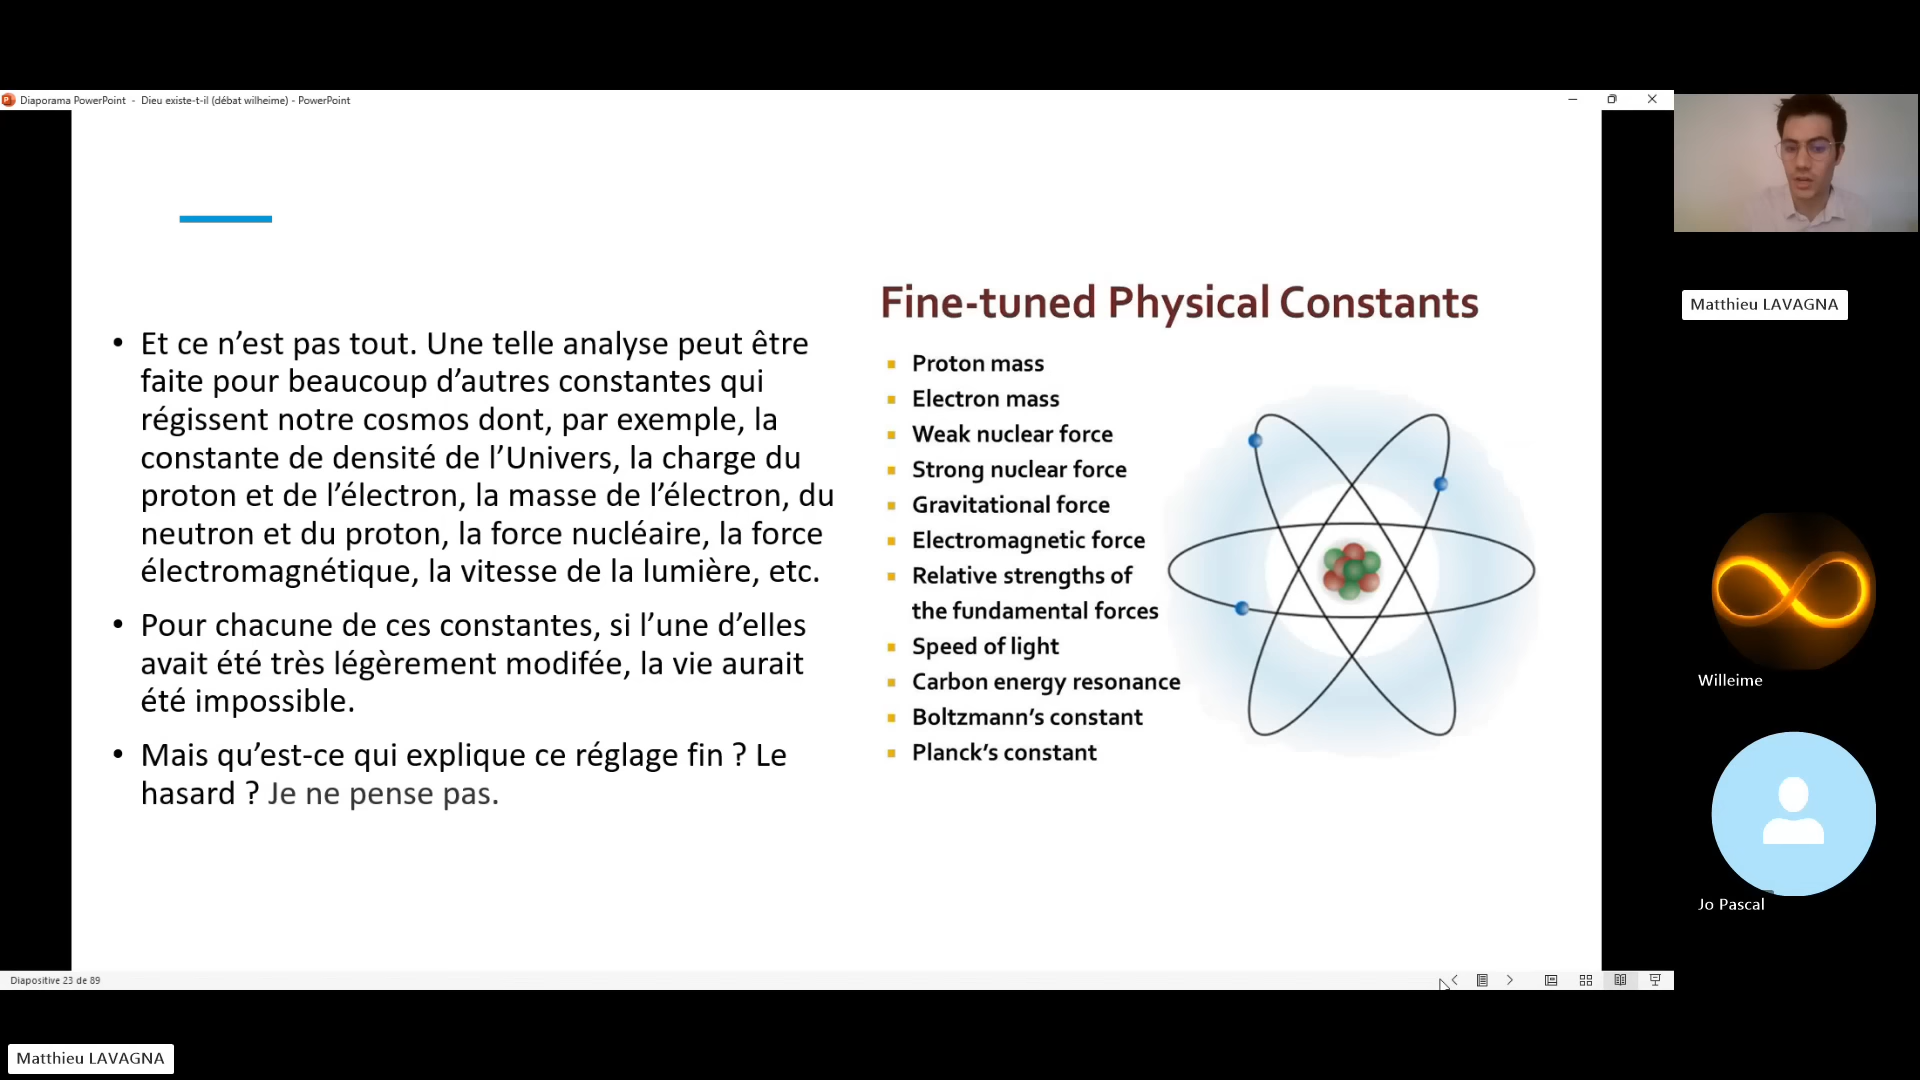 Diaporama PowerPoint - Dieu existe-t-il (débat wilheime) - PowerPoint
• Et ce n’est pas tout. Une telle analyse peut être
faite pour beaucoup d’autres constantes qui
régissent notre cosmos dont, par exemple, la
constante de densité de l’Univers, la charge du
proton et de l’électron, la masse de l’électron, du
neutron et du proton, la force nucléaire, la force
électromagnétique, la vitesse de la lumière, etc.
• Pour chacune de ces constantes, si l’une d’elles
avait été très légèrement modifée, la vie aurait
été impossible.
• Mais qu’est-ce qui explique ce réglage fin ? Le
hasard ? Je ne pense pas.
Fine-tuned Physical Constants
Proton mass
Electron mass
Weak nuclear force
Strong nuclear force
Gravitational force
Electromagnetic force
Relative strengths of
the fundamental forces
Speed of light
Carbon energy resonance
Boltzmann’s constant
Planck’s constant
Matthieu LAVAGNA
Willeime
Jo Pascal
Diapositive 23 de 89
Matthieu LAVAGNA